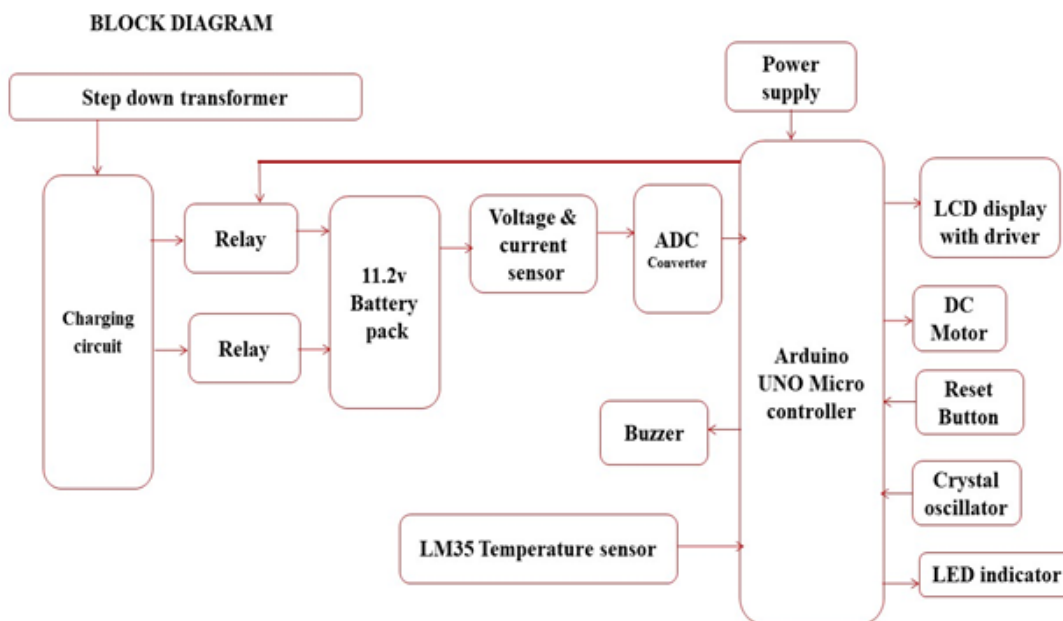 BLOCK DIAGRAM
Step down transformer
Power
supply
Charging
circuit
Relay
Relay
11.2v
Battery
pack
Voltage &
current
sensor
ADC
Converter
Arduino
UNO Micro
controller
LCD display
with driver
DC
Motor
Reset
Button
Crystal
oscillator
LED indicator
Buzzer
LM35 Temperature sensor